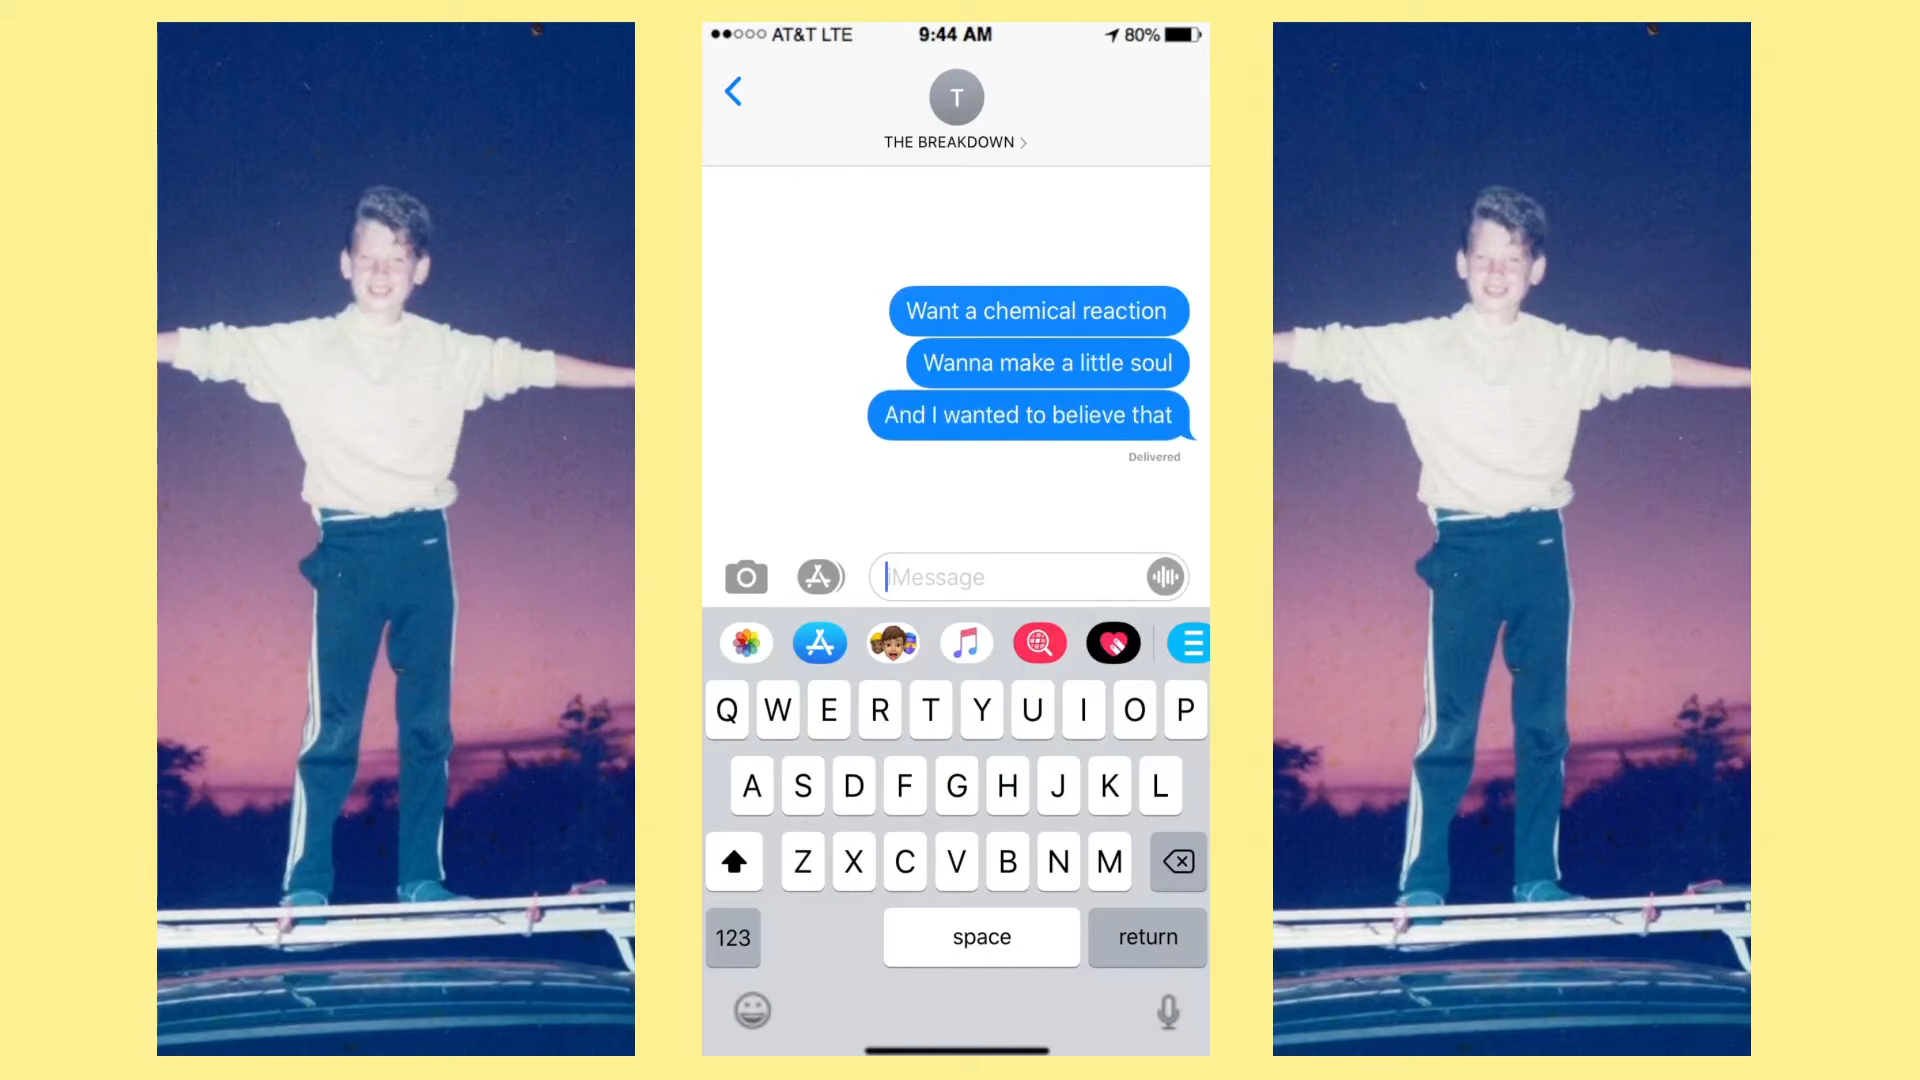 AT&T LTE 9:44 AM 80%
T
THE BREAKDOWN
Want a chemical reaction
Wanna make a little soul
And I wanted to believe that
Delivered
iMessage
Q W E R T Y U I O P
A S D F G H J K L
Z X C V B N M
123 space return